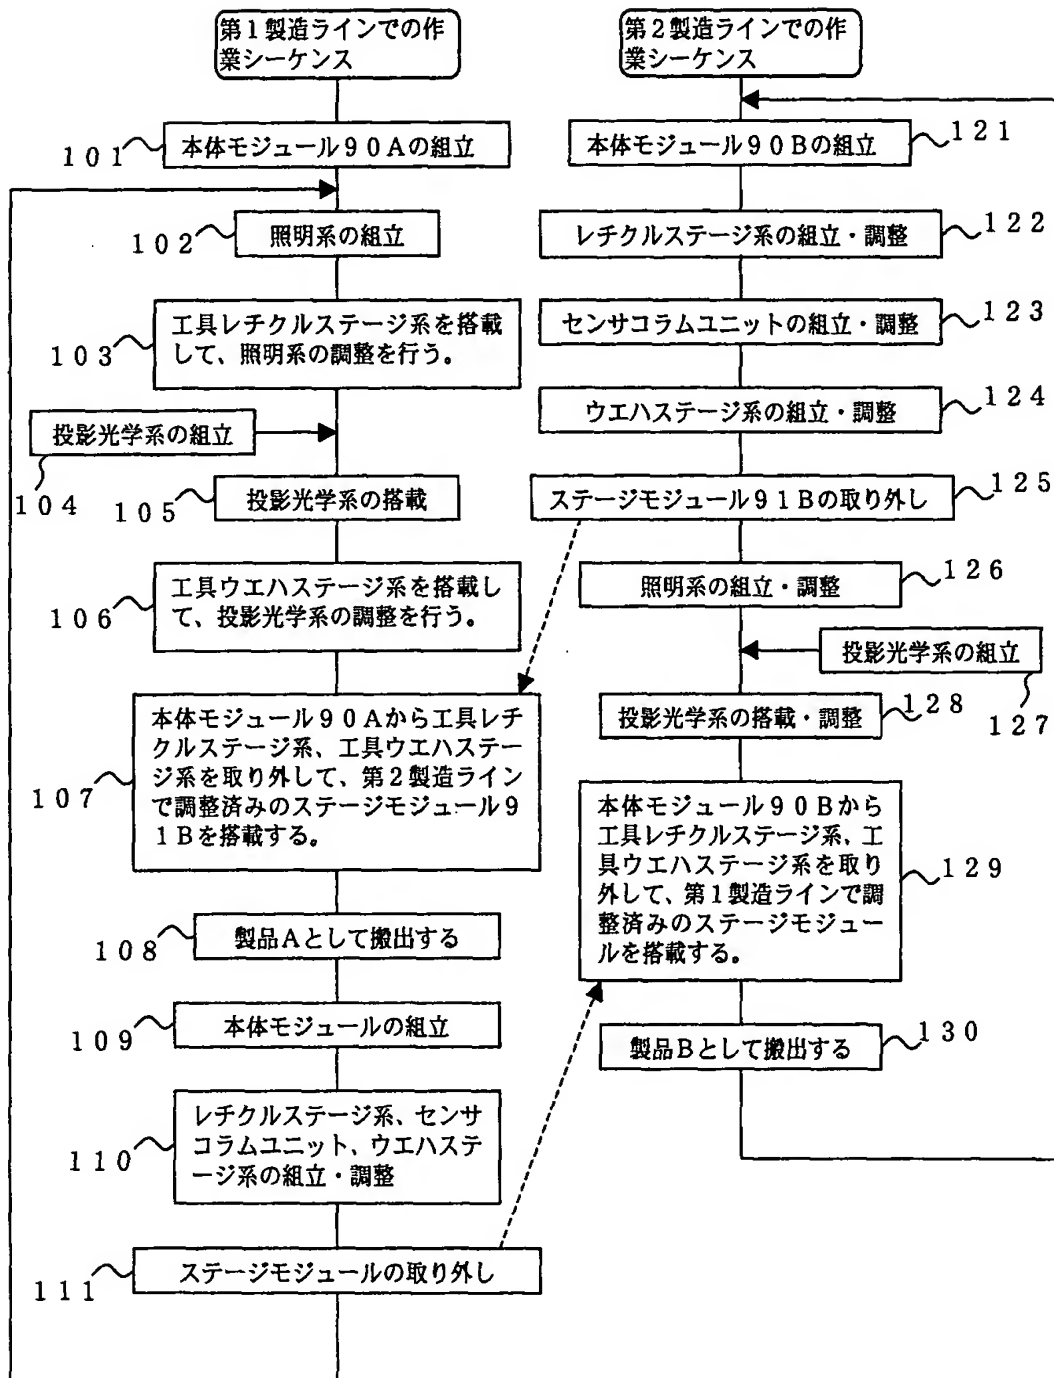 第1製造ラインでの作
業シーケンス
101
本体モジュール90Aの組立
102
照明系の組立
103
工具レチクルステージ系を搭載
して、照明系の調整を行う。
投影光学系の組立
104
105
投影光学系の搭載
106
工具ウエハステージ系を搭載し
て、投影光学系の調整を行う。
107
本体モジュール90Aから工具レ
チクルステージ系、工具ウエハステー
ジ系を取り外して、第2製造ライン
で調整済みのステージモジュール9
1Bを搭載する。
108
製品Aとして搬出する
109
本体モジュールの組立
110
レチクルステージ系、センサ
コラムユニット、ウエハステ
ージ系の組立・調整
111
ステージモジュールの取り外し
第2製造ラインでの作
業シーケンス
本体モジュール90Bの組立
121
レチクルステージ系の組立・調整
122
センサコラムユニットの組立・調整
123
ウエハステージ系の組立・調整
124
ステージモジュール91Bの取り外し
125
照明系の組立・調整
126
投影光学系の組立
127
投影光学系の搭載・調整
128
本体モジュール90Bから
工具レチクルステージ系、工
具ウエハステージ系を取り
外して、第1製造ラインで調
整済みのステージモジュー
ルを搭載する。
129
製品Bとして搬出する
130